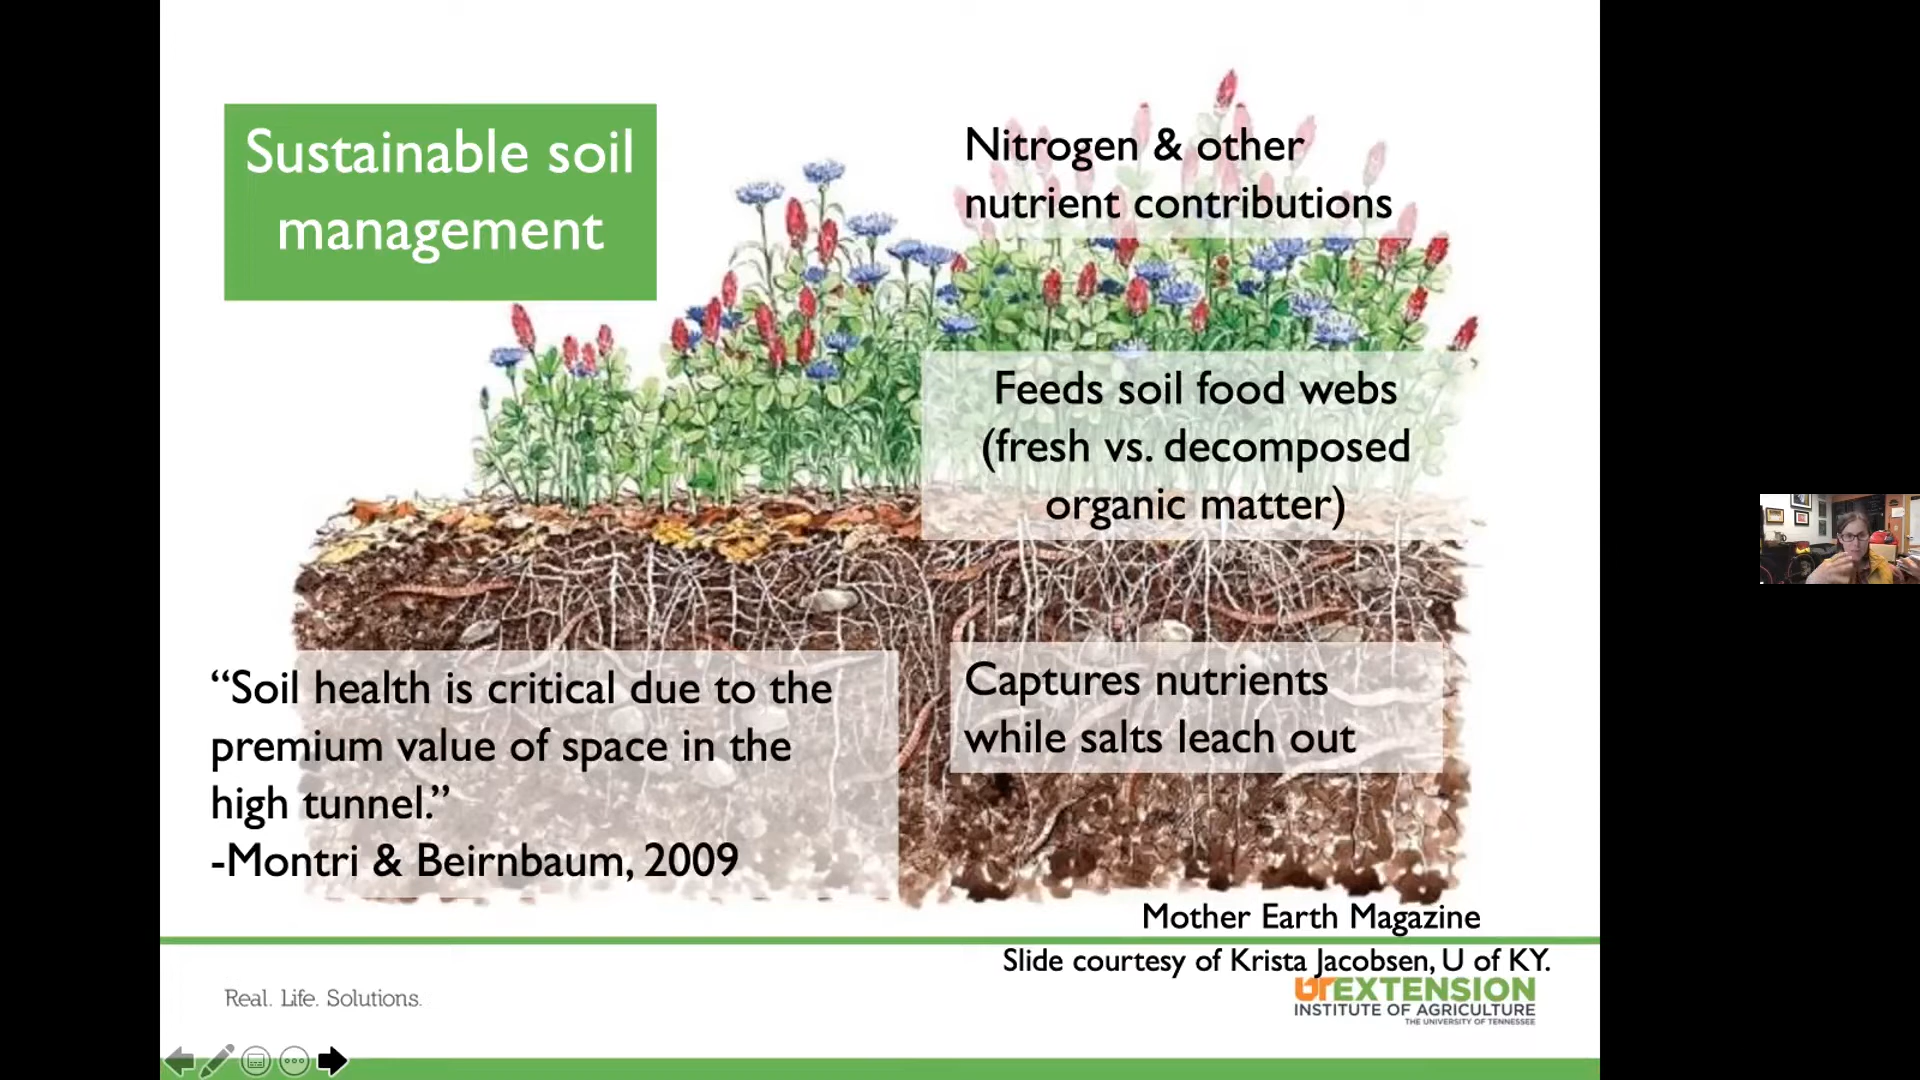 Sustainable soil
management
Nitrogen & other
nutrient contributions
Feeds soil food webs
(fresh vs. decomposed
organic matter)
“Soil health is critical due to the
premium value of space in the
high tunnel.”
-Montri & Beirnbaum, 2009
Captures nutrients
while salts leach out
Mother Earth Magazine
Slide courtesy of Krista Jacobsen, U of KY.
Real. Life. Solutions.
UT EXTENSION
INSTITUTE OF AGRICULTURE
THE UNIVERSITY OF TENNESSEE